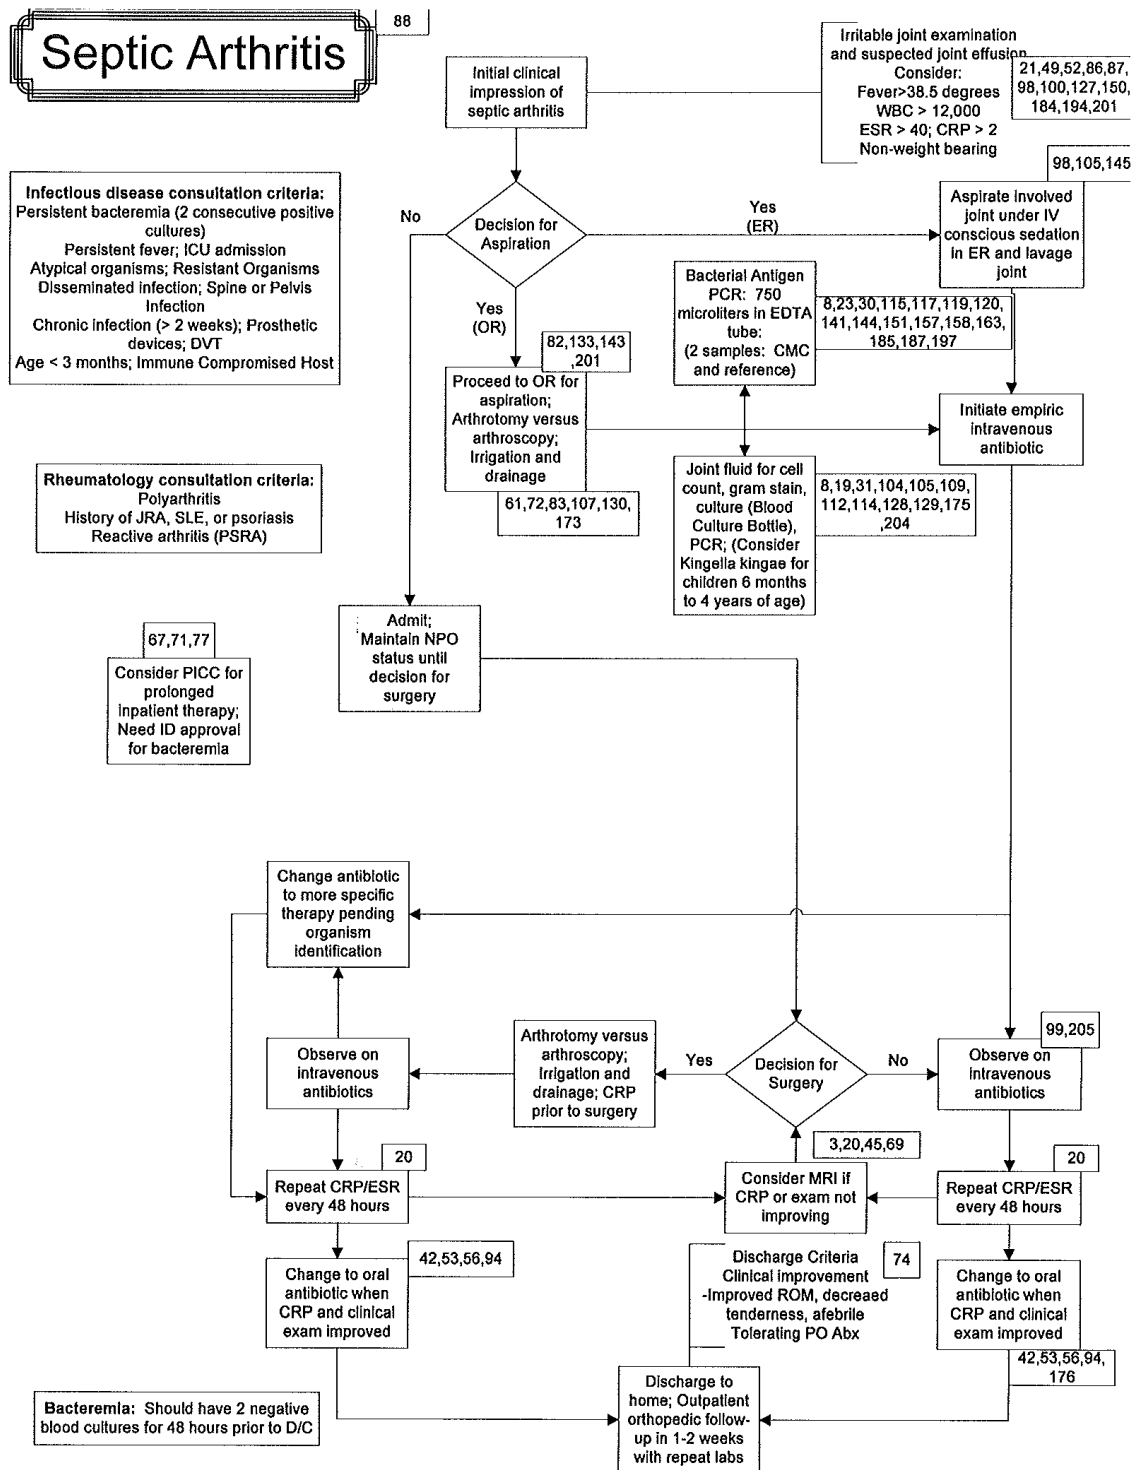 88
Septic Arthritis
Initial clinical
impression of
septic arthritis
Irritable joint examination
and suspected joint effusion
Consider:
Fever>38.5 degrees
WBC > 12,000
ESR > 40; CRP > 2
Non-weight bearing
21,49,52,86,87,
98,100,127,150,
184,194,201
98,105,145
Infectious disease consultation criteria:
Persistent bacteremia (2 consecutive positive
cultures)
Persistent fever; ICU admission
Atypical organisms; Resistant Organisms
Disseminated infection; Spine or Pelvis
Infection
Chronic infection (> 2 weeks); Prosthetic
devices; DVT
Age < 3 months; Immune Compromised Host
No
Decision for
Aspiration
Yes
(ER)
Aspirate involved
joint under IV
conscious sedation
in ER and lavage
joint
Yes
(OR)
Bacterial Antigen
PCR: 750
microliters in EDTA
tube:
(2 samples: CMC
and reference)
8,23,30,115,117,119,120,
141,144,151,157,158,163,
185,187,197
82,133,143
,201
Proceed to OR for
aspiration;
Arthrotomy versus
arthroscopy;
Irrigation and
drainage
61,72,83,107,130,
173
Initiate empiric
intravenous
antibiotic
Rheumatology consultation criteria:
Polyarthritis
History of JRA, SLE, or psoriasis
Reactive arthritis (PSRA)
Joint fluid for cell
count, gram stain,
culture (Blood
Culture Bottle),
PCR; (Consider
Kingella kingae for
children 6 months
to 4 years of age)
8,19,31,104,105,109,
112,114,128,129,175
,204
67,71,77
Consider PICC for
prolonged
inpatient therapy;
Need ID approval
for bacteremia
Admit;
Maintain NPO
status until
decision for
surgery
Change antibiotic
to more specific
therapy pending
organism
identification
Observe on
intravenous
antibiotics
Arthrotomy versus
arthroscopy;
Irrigation and
drainage; CRP
prior to surgery
Yes
Decision for
Surgery
No
99,205
Observe on
intravenous
antibiotics
20
Repeat CRP/ESR
every 48 hours
3,20,45,69
Consider MRI if
CRP or exam not
improving
20
Repeat CRP/ESR
every 48 hours
42,53,56,94
Change to oral
antibiotic when
CRP and clinical
exam improved
Discharge Criteria
Clinical improvement
-Improved ROM, decreaed
tenderness, afebrile
Tolerating PO Abx
74
Change to oral
antibiotic when
CRP and clinical
exam improved
42,53,56,94,
176
Bacteremia: Should have 2 negative
blood cultures for 48 hours prior to D/C
Discharge to
home; Outpatient
orthopedic follow-
up in 1-2 weeks
with repeat labs